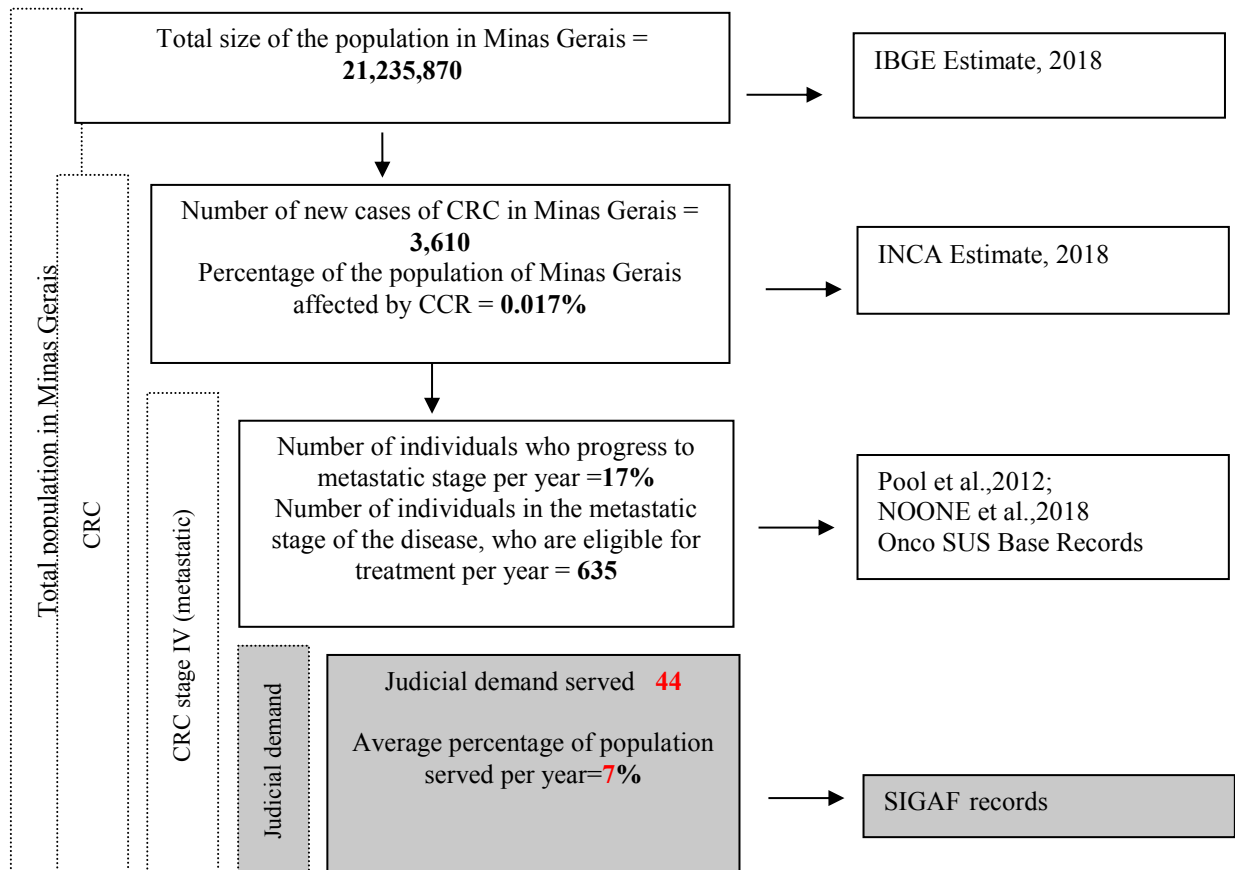 Total size of the population in Minas Gerais =
21,235,870
IBGE Estimate, 2018
Number of new cases of CRC in Minas Gerais =
3,610
Percentage of the population of Minas Gerais
affected by CCR = 0.017%
INCA Estimate, 2018
Number of individuals who progress to
metastatic stage per year =17%
Number of individuals in the metastatic
stage of the disease, who are eligible for
treatment per year = 635
Pool et al.,2012;
NOONE et al.,2018
Onco SUS Base Records
Judicial demand served 44
Average percentage of population
served per year=7%
SIGAF records
Total population in Minas Gerais
CRC
CRC stage IV (metastatic)
Judicial demand